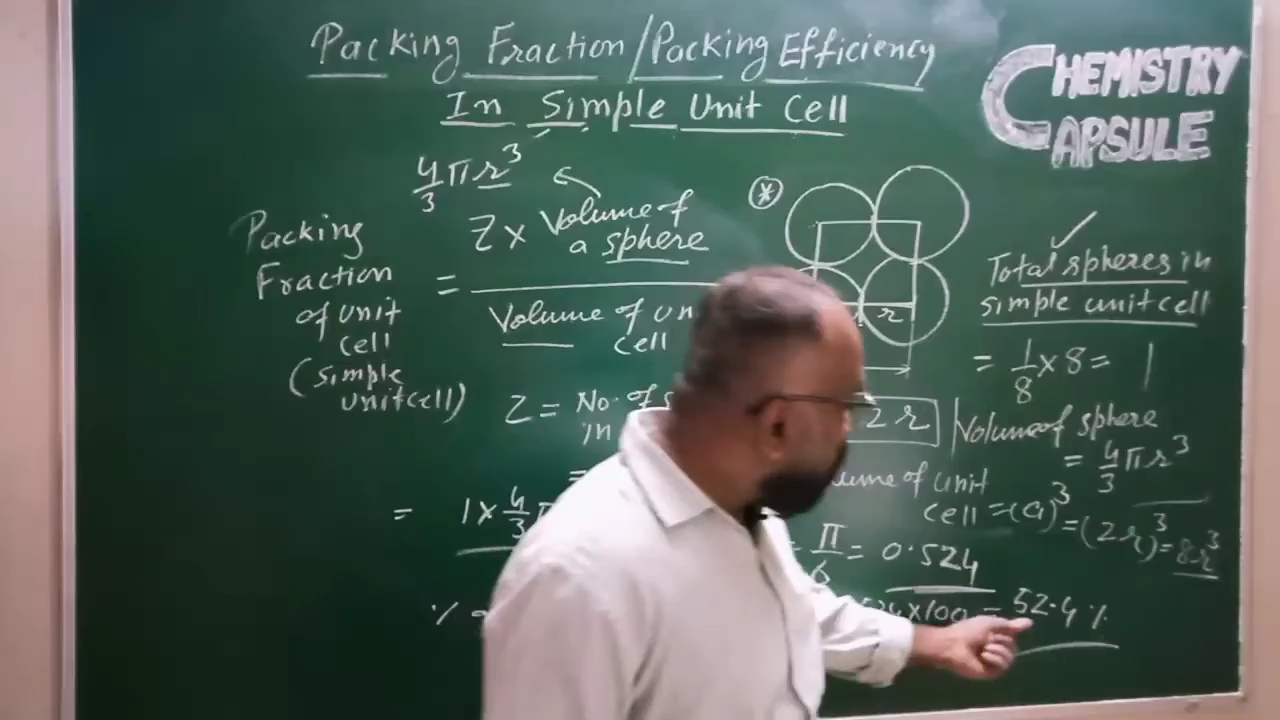 Packing Fraction/Packing Efficiency
In Simple Unit Cell
CHEMISTRY
CAPSULE
4/3 πr³
Packing
Fraction
of unit
cell
(simple
unitcell)
=
Z× Volume of
a sphere
Volume of un
cell
Z = No. of s
in
=
= 1×4/3 π
= π/6 = 0.524
%
×100 = 52.4 %
*
r
2r
Total spheres in
simple unit cell
= 1/8 × 8 = 1
Volume of sphere
= 4/3 πr³
ume of unit
cell = (a)³ = (2r)³ = 8r³